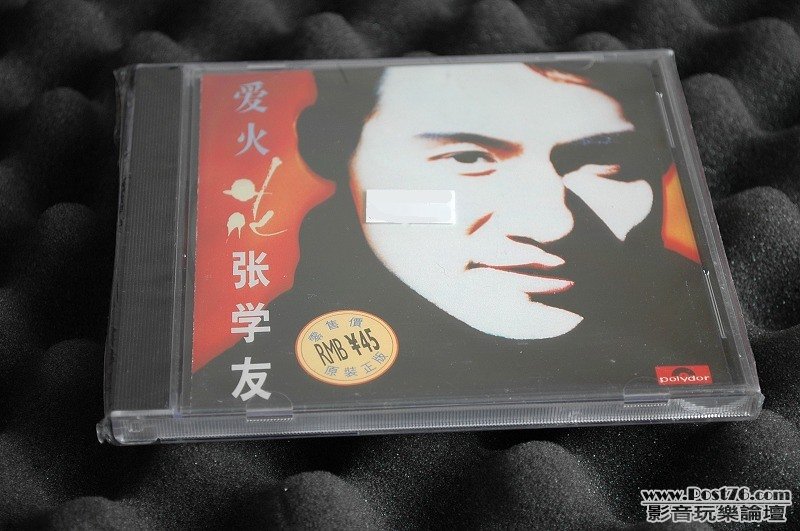 爱火花
张学友
零售價
RMB ¥45
原裝正版
polydor
www.Post76.com
影音玩樂論壇